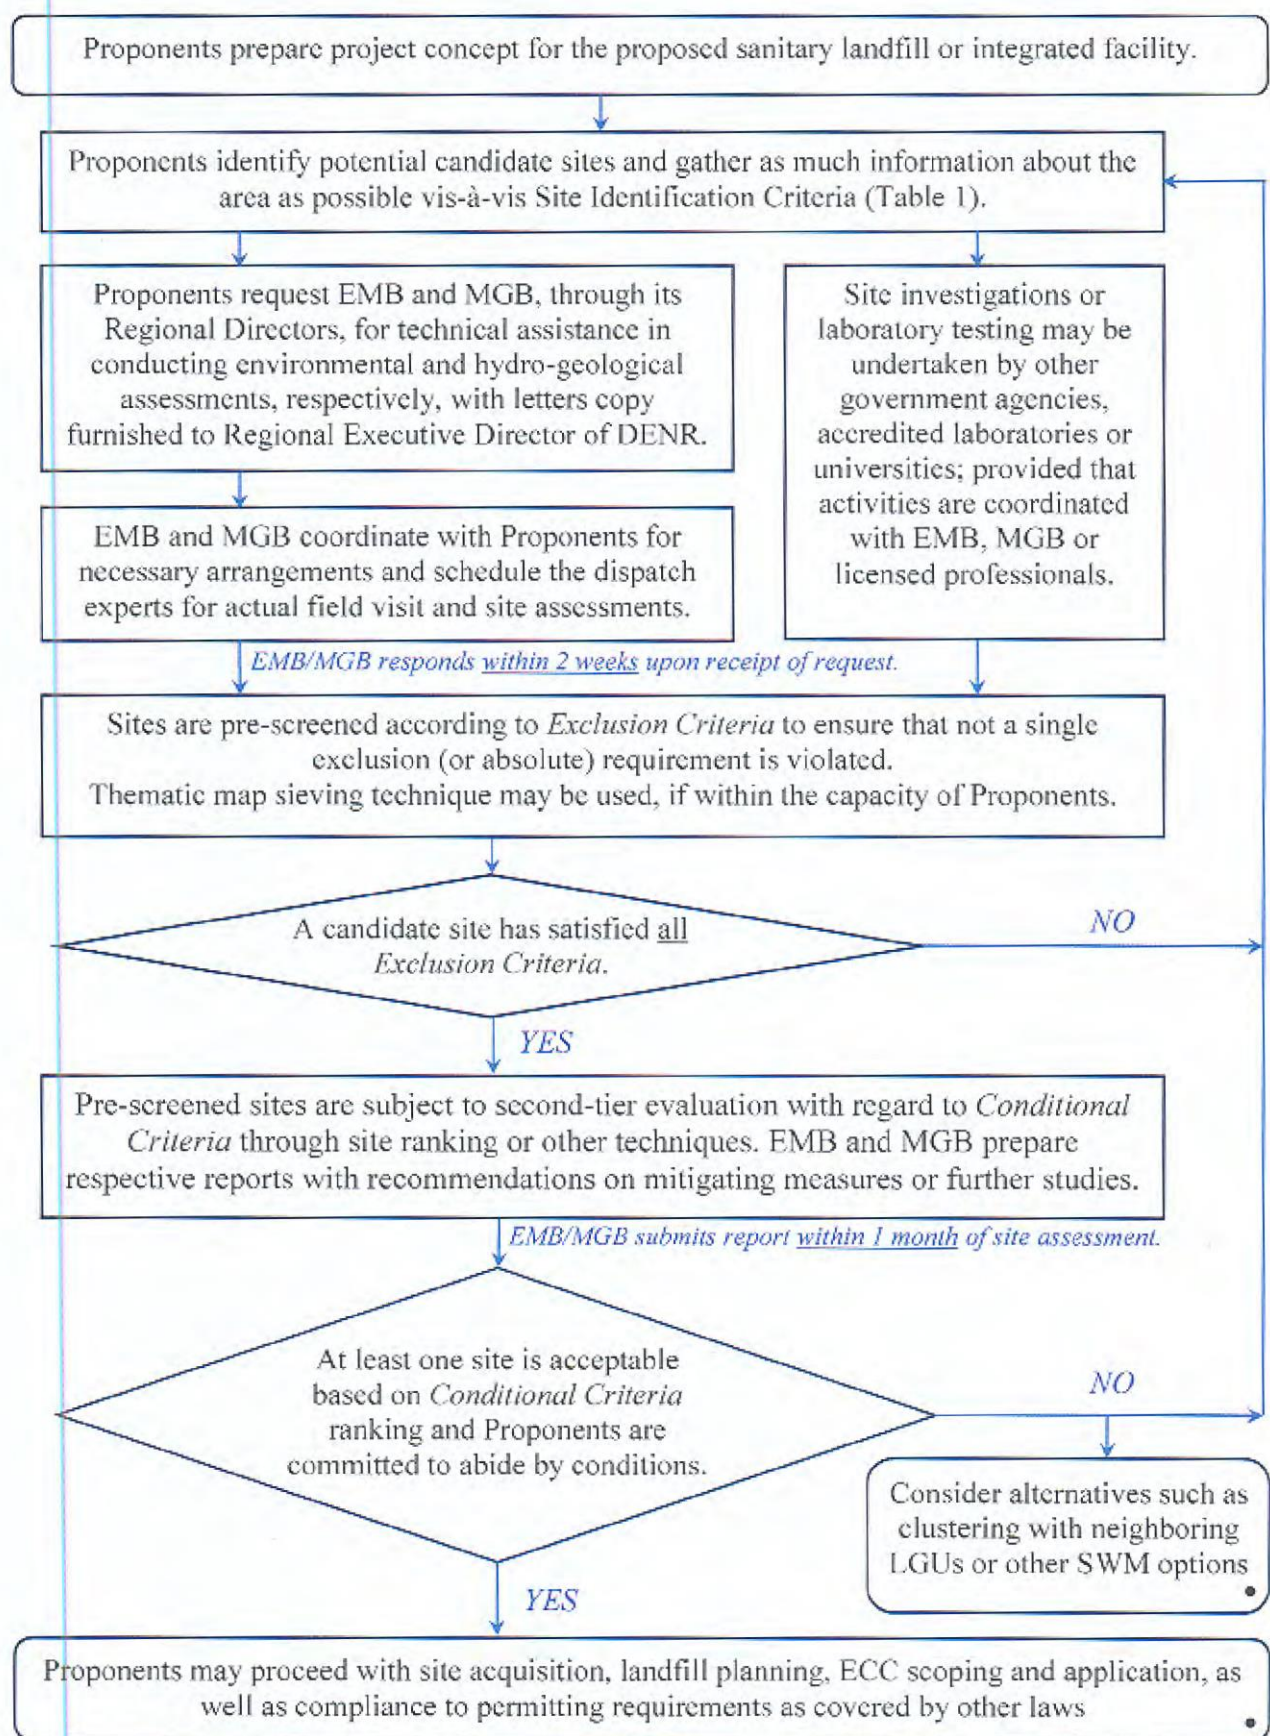 Proponents prepare project concept for the proposed sanitary landfill or integrated facility.
Proponents identify potential candidate sites and gather as much information about the
area as possible vis-à-vis Site Identification Criteria (Table 1).
Proponents request EMB and MGB, through its
Regional Directors, for technical assistance in
conducting environmental and hydro-geological
assessments, respectively, with letters copy
furnished to Regional Executive Director of DENR.
Site investigations or
laboratory testing may be
undertaken by other
government agencies,
accredited laboratories or
universities; provided that
activities are coordinated
with EMB, MGB or
licensed professionals.
EMB and MGB coordinate with Proponents for
necessary arrangements and schedule the dispatch
experts for actual field visit and site assessments.
EMB/MGB responds within 2 weeks upon receipt of request.
Sites are pre-screened according to Exclusion Criteria to ensure that not a single
exclusion (or absolute) requirement is violated.
Thematic map sieving technique may be used, if within the capacity of Proponents.
A candidate site has satisfied all
Exclusion Criteria.
NO
YES
Pre-screened sites are subject to second-tier evaluation with regard to Conditional
Criteria through site ranking or other techniques. EMB and MGB prepare
respective reports with recommendations on mitigating measures or further studies.
EMB/MGB submits report within 1 month of site assessment.
At least one site is acceptable
based on Conditional Criteria
ranking and Proponents are
committed to abide by conditions.
NO
Consider alternatives such as
clustering with neighboring
LGUs or other SWM options
YES
Proponents may proceed with site acquisition, landfill planning, ECC scoping and application, as
well as compliance to permitting requirements as covered by other laws